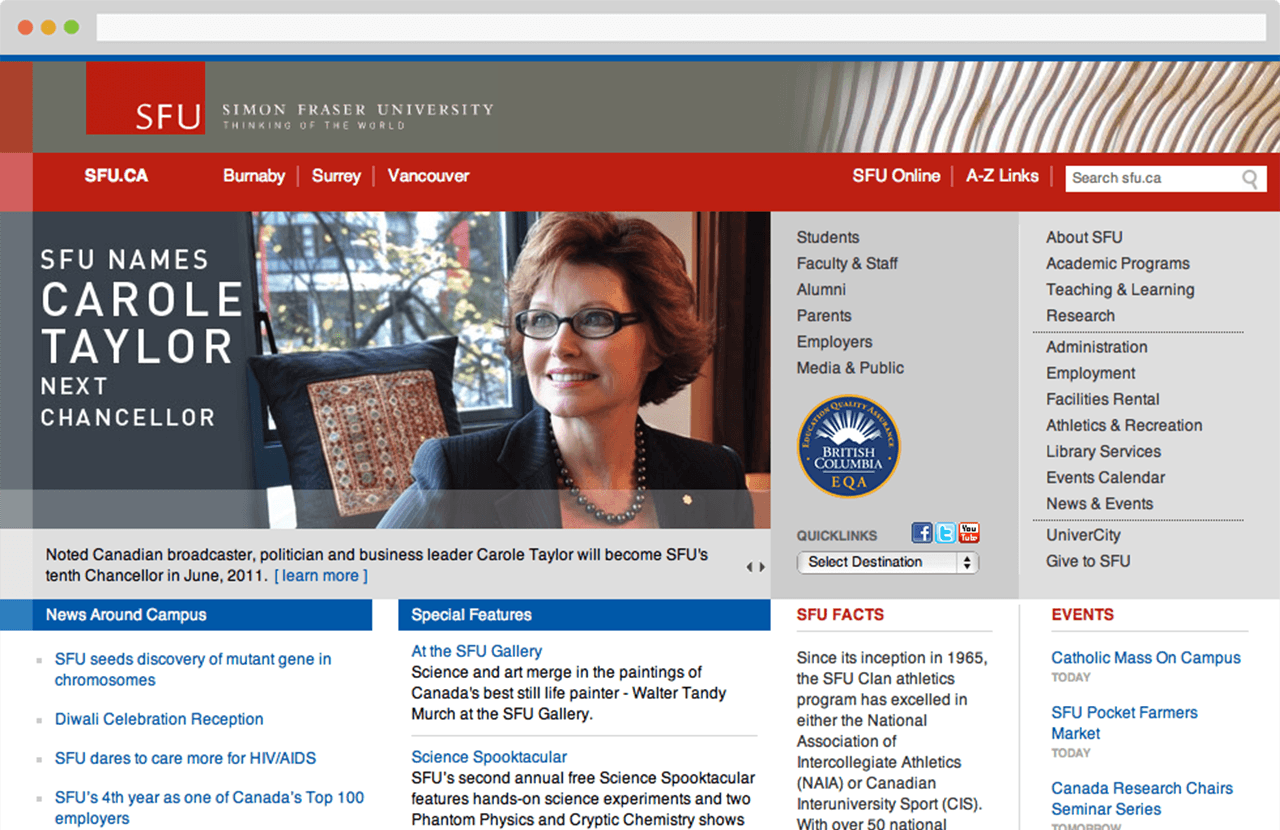 SFU
SIMON FRASER UNIVERSITY
THINKING OF THE WORLD
SFU.CA
Burnaby
Surrey
Vancouver
SFU Online
A-Z Links
Search sfu.ca
SFU NAMES
CAROLE
TAYLOR
NEXT
CHANCELLOR
Noted Canadian broadcaster, politician and business leader Carole Taylor will become SFU's
tenth Chancellor in June, 2011. [ learn more ]
Students
Faculty & Staff
Alumni
Parents
Employers
Media & Public
EDUCATION QUALITY ASSURANCE
BRITISH
COLUMBIA
EQA
QUICKLINKS
You
Tube
Select Destination
About SFU
Academic Programs
Teaching & Learning
Research
Administration
Employment
Facilities Rental
Athletics & Recreation
Library Services
Events Calendar
News & Events
UniverCity
Give to SFU
News Around Campus
SFU seeds discovery of mutant gene in
chromosomes
Diwali Celebration Reception
SFU dares to care more for HIV/AIDS
SFU's 4th year as one of Canada's Top 100
employers
Special Features
At the SFU Gallery
Science and art merge in the paintings of
Canada's best still life painter - Walter Tandy
Murch at the SFU Gallery.
Science Spooktacular
SFU's second annual free Science Spooktacular
features hands-on science experiments and two
Phantom Physics and Cryptic Chemistry shows
SFU FACTS
Since its inception in 1965,
the SFU Clan athletics
program has excelled in
either the National
Association of
Intercollegiate Athletics
(NAIA) or Canadian
Interuniversity Sport (CIS).
With over 50 national
EVENTS
Catholic Mass On Campus
TODAY
SFU Pocket Farmers
Market
TODAY
Canada Research Chairs
Seminar Series
TOMORROW